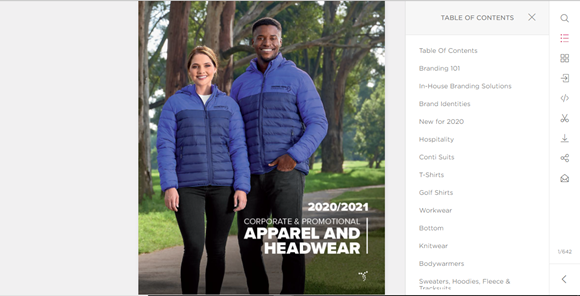 2020/2021
CORPORATE & PROMOTIONAL
APPAREL AND
HEADWEAR
TABLE OF CONTENTS
Table Of Contents
Branding 101
In-House Branding Solutions
Brand Identities
New for 2020
Hospitality
Conti Suits
T-Shirts
Golf Shirts
Workwear
Bottom
Knitwear
Bodywarmers
Sweaters, Hoodies, Fleece &
Tracksuits
1/642